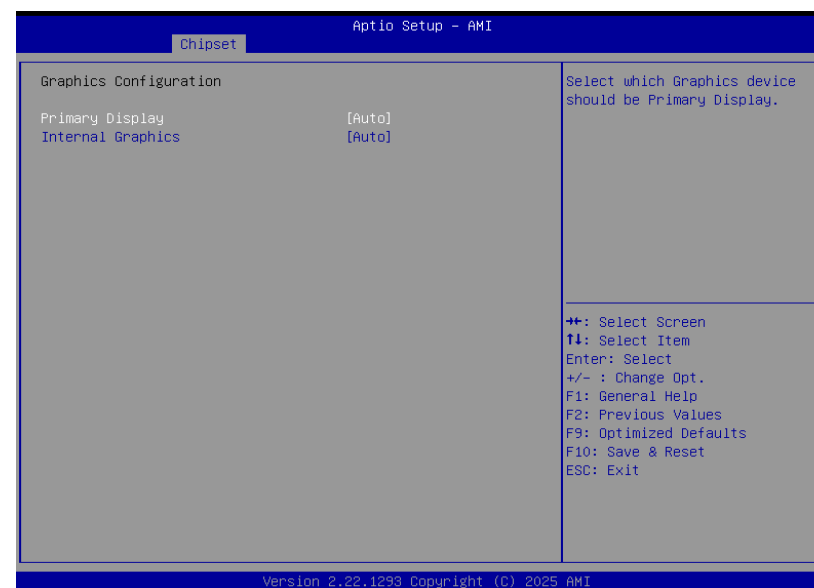 Aptio Setup – AMI
Chipset
Graphics Configuration
Primary Display [Auto]
Internal Graphics [Auto]
Select which Graphics device
should be Primary Display.
→←: Select Screen
↑↓: Select Item
Enter: Select
+/- : Change Opt.
F1: General Help
F2: Previous Values
F9: Optimized Defaults
F10: Save & Reset
ESC: Exit
Version 2.22.1293 Copyright (C) 2025 AMI